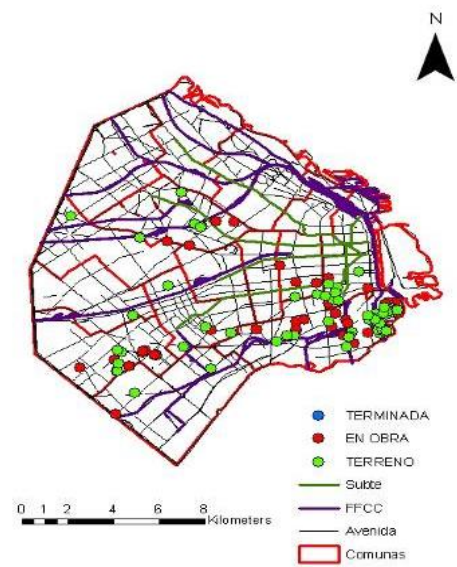 N
TERMINADA
EN OBRA
TERRENO
Subte
FFCC
Avenida
Comunas
0 1 2 4 6 8
Kilometers